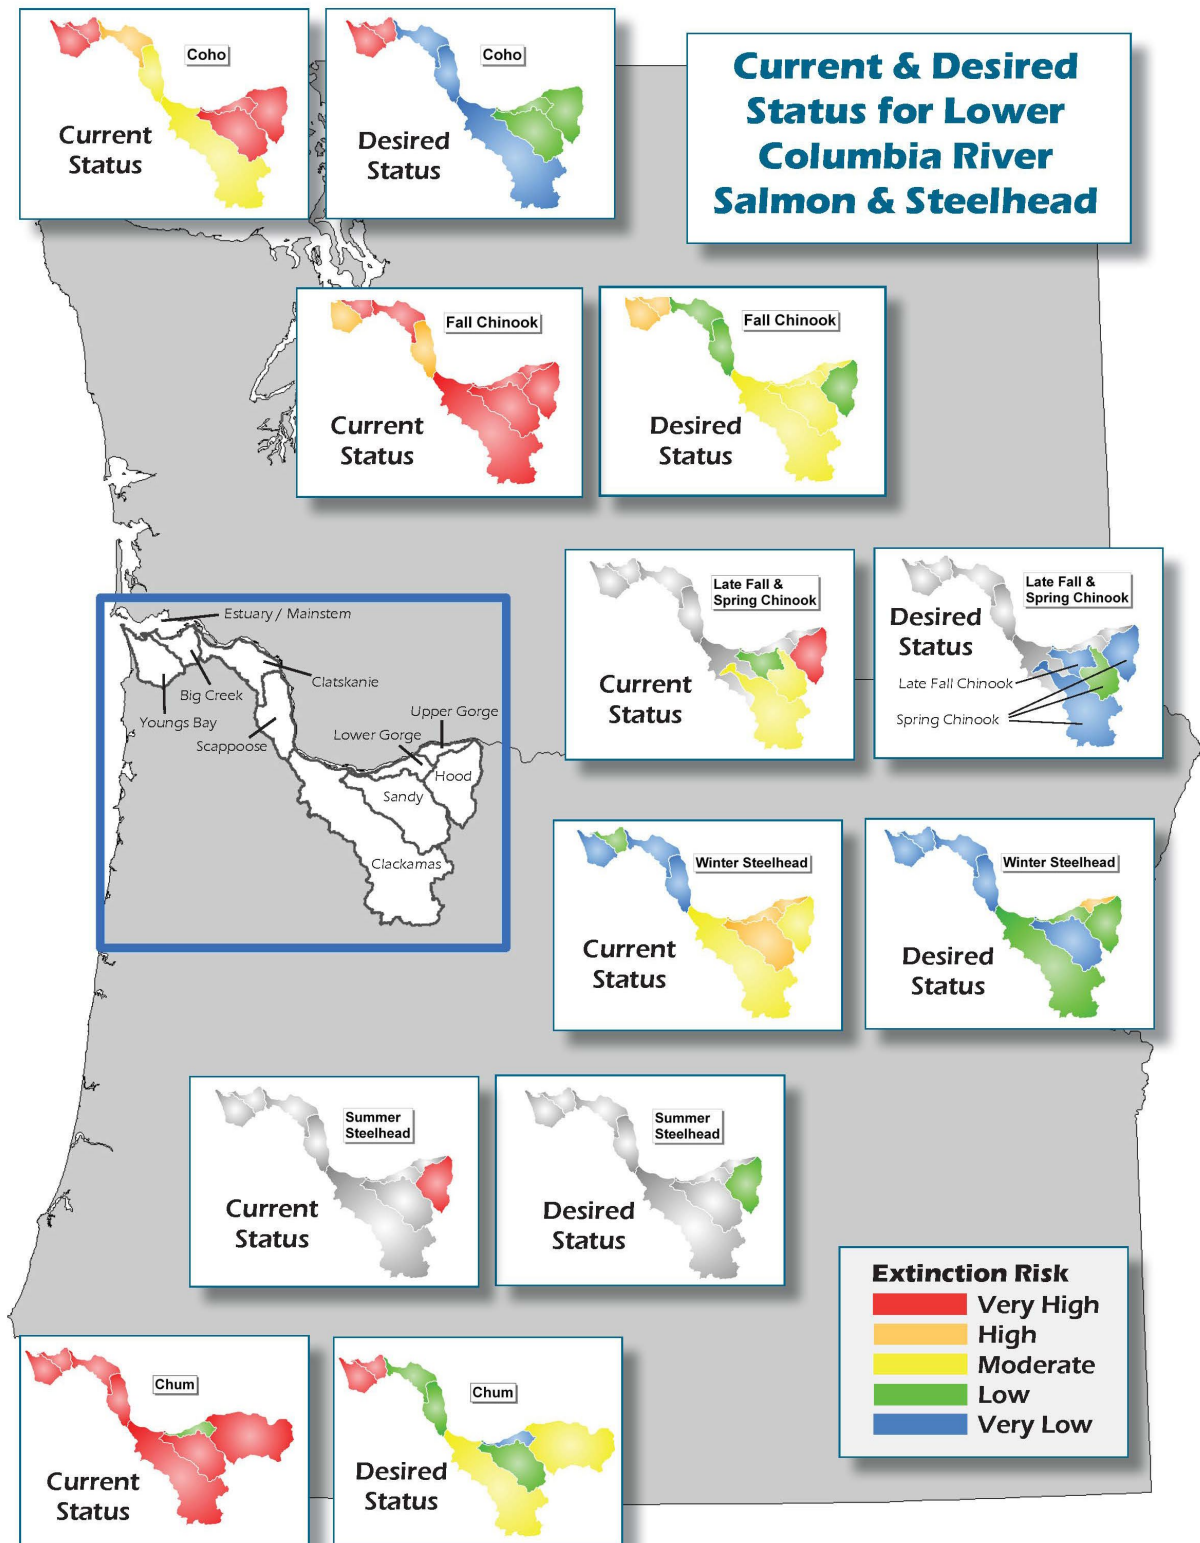 Current & Desired
Status for Lower
Columbia River
Salmon & Steelhead
Coho
Current
Status
Coho
Desired
Status
Fall Chinook
Current
Status
Fall Chinook
Desired
Status
Late Fall &
Spring Chinook
Current
Status
Late Fall &
Spring Chinook
Desired
Status
Late Fall Chinook
Spring Chinook
Estuary / Mainstem
Clatskanie
Big Creek
Youngs Bay
Scappoose
Upper Gorge
Lower Gorge
Hood
Sandy
Clackamas
Winter Steelhead
Current
Status
Winter Steelhead
Desired
Status
Summer
Steelhead
Current
Status
Summer
Steelhead
Desired
Status
Extinction Risk
Very High
High
Moderate
Low
Very Low
Chum
Current
Status
Chum
Desired
Status